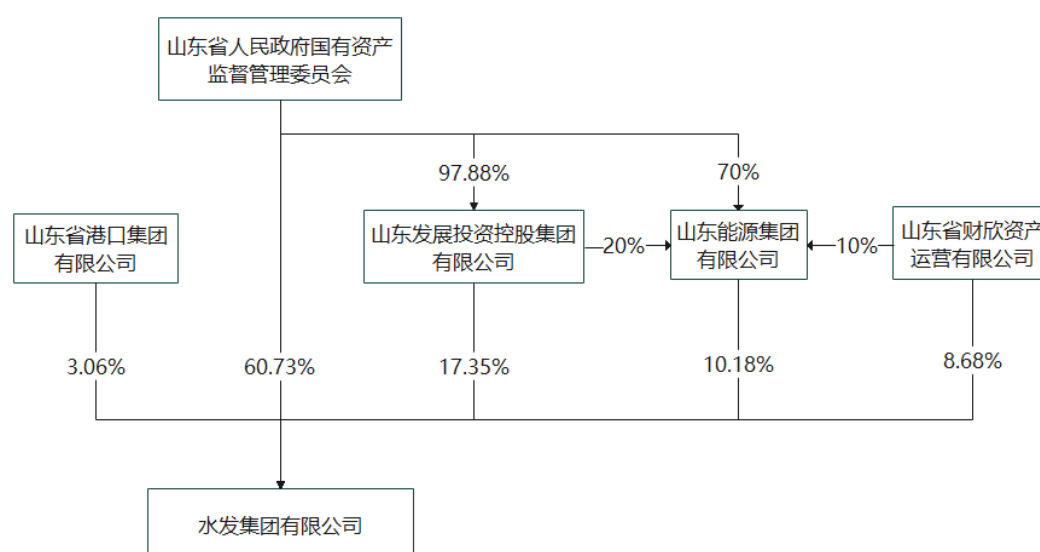 山东省人民政府国有资产
监督管理委员会
97.88%
70%
山东省港口集团
有限公司
山东发展投资控股集团
有限公司
20%
山东能源集团
有限公司
10%
山东省财欣资产
运营有限公司
3.06%
60.73%
17.35%
10.18%
8.68%
水发集团有限公司